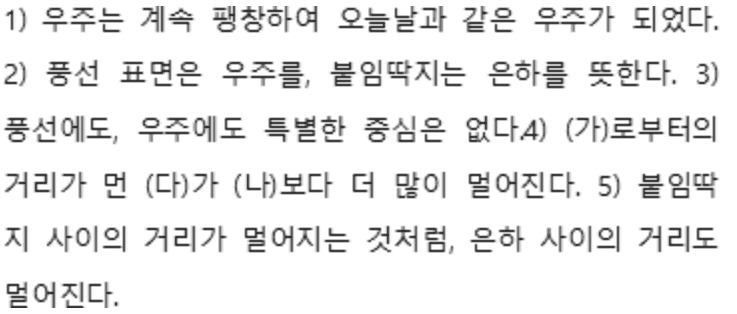 1) 우주는 계속 팽창하여 오늘날과 같은 우주가 되었다.
2) 풍선 표면은 우주를, 붙임딱지는 은하를 뜻한다. 3)
풍선에도, 우주에도 특별한 중심은 없다.4) (가)로부터의
거리가 먼 (다)가 (나)보다 더 많이 멀어진다. 5) 붙임딱
지 사이의 거리가 멀어지는 것처럼, 은하 사이의 거리도
멀어진다.